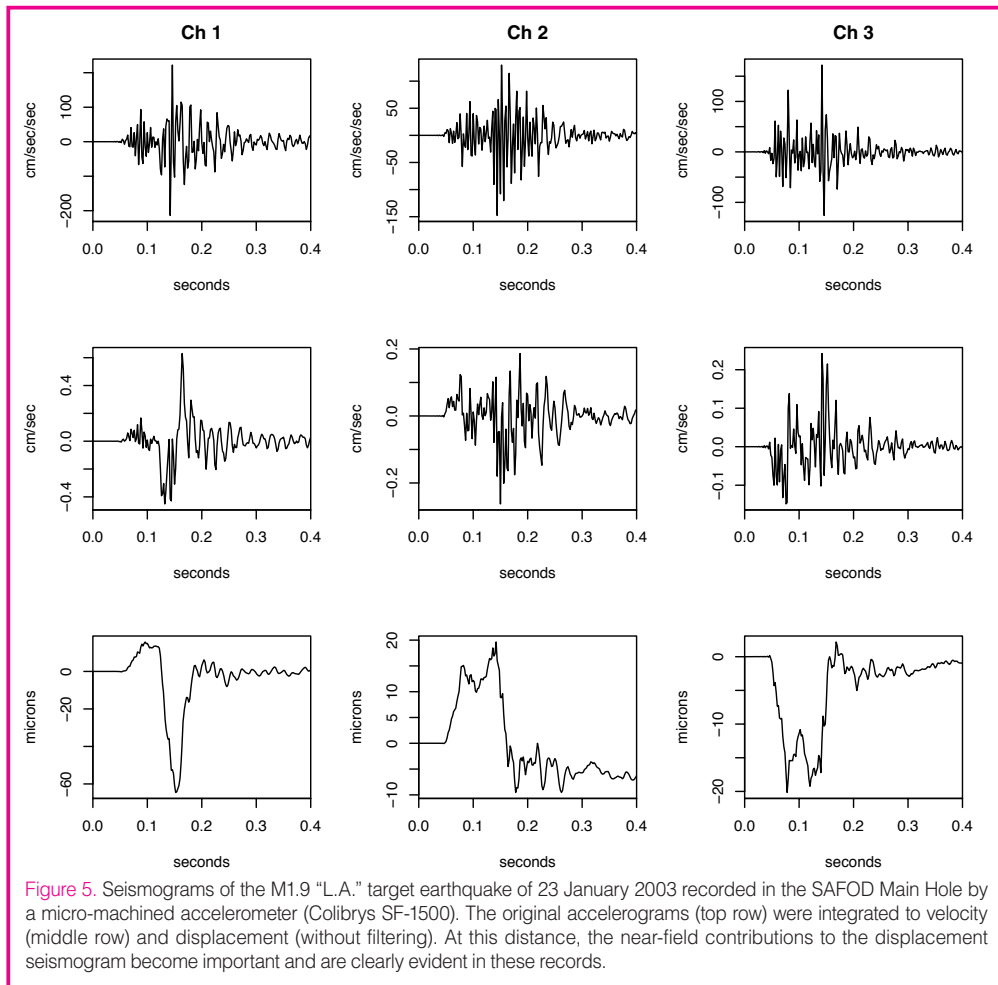 Ch 1
Ch 2
Ch 3
cm/sec/sec
100
0
−200
0.0 0.1 0.2 0.3 0.4
seconds
cm/sec/sec
50
0
−50
−150
0.0 0.1 0.2 0.3 0.4
seconds
cm/sec/sec
100
0
−100
0.0 0.1 0.2 0.3 0.4
seconds
cm/sec
0.4
0.0
−0.4
0.0 0.1 0.2 0.3 0.4
seconds
cm/sec
0.2
0.0
−0.2
0.0 0.1 0.2 0.3 0.4
seconds
cm/sec
0.2
0.1
0.0
−0.1
0.0 0.1 0.2 0.3 0.4
seconds
microns
0
−20
−60
0.0 0.1 0.2 0.3 0.4
seconds
microns
20
15
10
5
0
−10
0.0 0.1 0.2 0.3 0.4
seconds
microns
0
−10
−20
0.0 0.1 0.2 0.3 0.4
seconds
Figure 5. Seismograms of the M1.9 “L.A.” target earthquake of 23 January 2003 recorded in the SAFOD Main Hole by
a micro-machined accelerometer (Colibrys SF-1500). The original accelerograms (top row) were integrated to velocity
(middle row) and displacement (without filtering). At this distance, the near-field contributions to the displacement
seismogram become important and are clearly evident in these records.